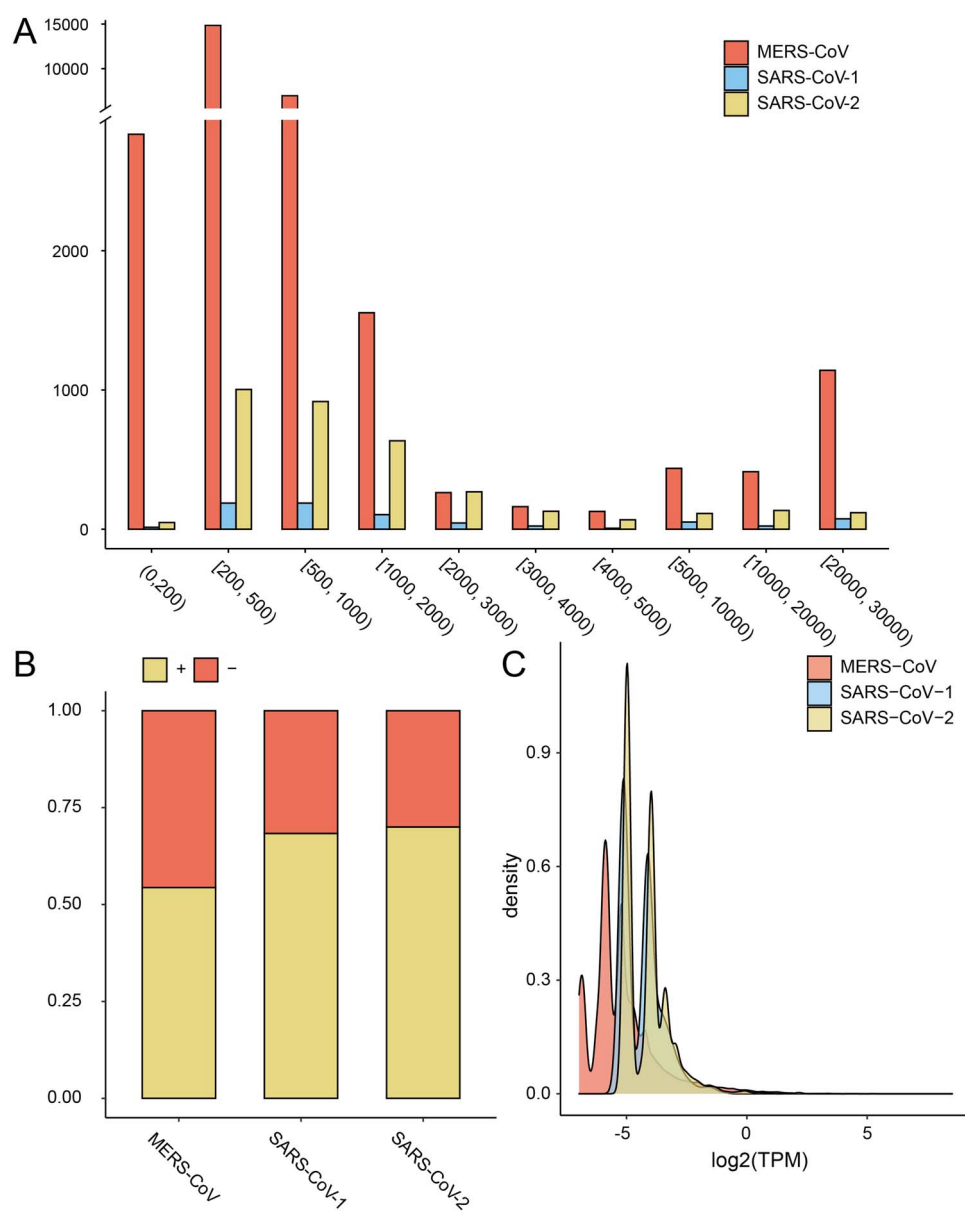 A
15000
10000
2000
1000
0
MERS-CoV
SARS-CoV-1
SARS-CoV-2
(0,200)
[200, 500)
[500, 1000)
[1000, 2000)
[2000, 3000)
[3000, 4000)
[4000, 5000)
[5000, 10000)
[10000, 20000)
[20000, 30000)
B
+ −
1.00
0.75
0.50
0.25
0.00
MERS-CoV
SARS-CoV-1
SARS-CoV-2
C
MERS−CoV
SARS−CoV−1
SARS−CoV−2
density
0.9
0.6
0.3
0.0
-5 0 5
log2(TPM)